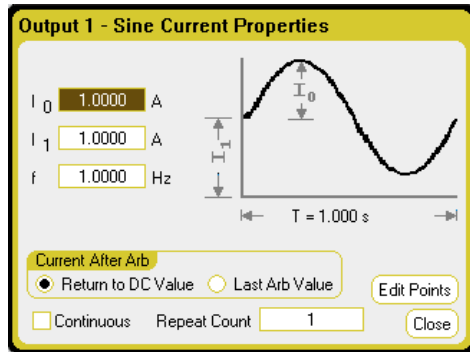 Output 1 - Sine Current Properties
I 0 1.0000 A
I 1 1.0000 A
f 1.0000 Hz
I0
I1
T = 1.000 s
Current After Arb
Return to DC Value Last Arb Value
Edit Points
Continuous Repeat Count 1
Close